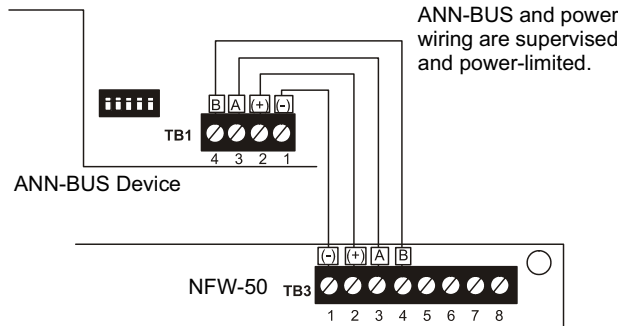 ANN-BUS and power
wiring are supervised
and power-limited.
B A (+) (-)
TB1
4 3 2 1
ANN-BUS Device
(-) (+) A B
NFW-50 TB3
1 2 3 4 5 6 7 8